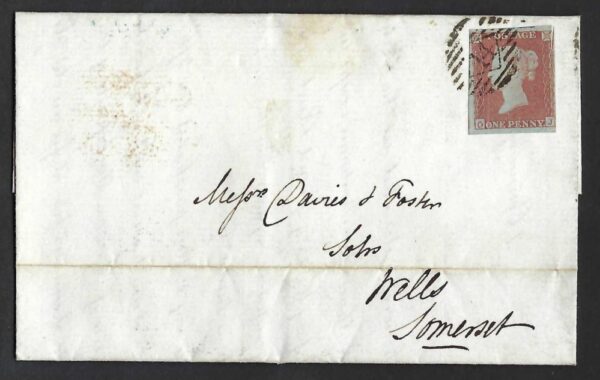 POSTAGE
ONE PENNY
Messrs Davies & Foster
Solrs
Wells
Somerset